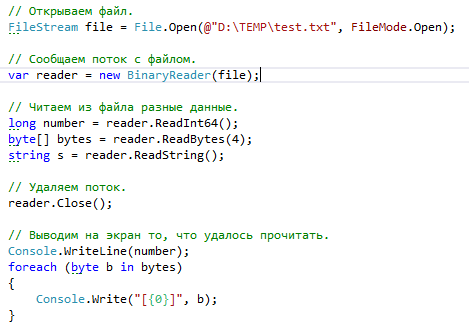 // Открываем файл.
FileStream file = File.Open(@"D:\TEMP\test.txt", FileMode.Open);
// Сообщаем поток с файлом.
var reader = new BinaryReader(file);
// Читаем из файла разные данные.
long number = reader.ReadInt64();
byte[] bytes = reader.ReadBytes(4);
string s = reader.ReadString();
// Удаляем поток.
reader.Close();
// Выводим на экран то, что удалось прочитать.
Console.WriteLine(number);
foreach (byte b in bytes)
{
Console.Write("[{0}]", b);
}